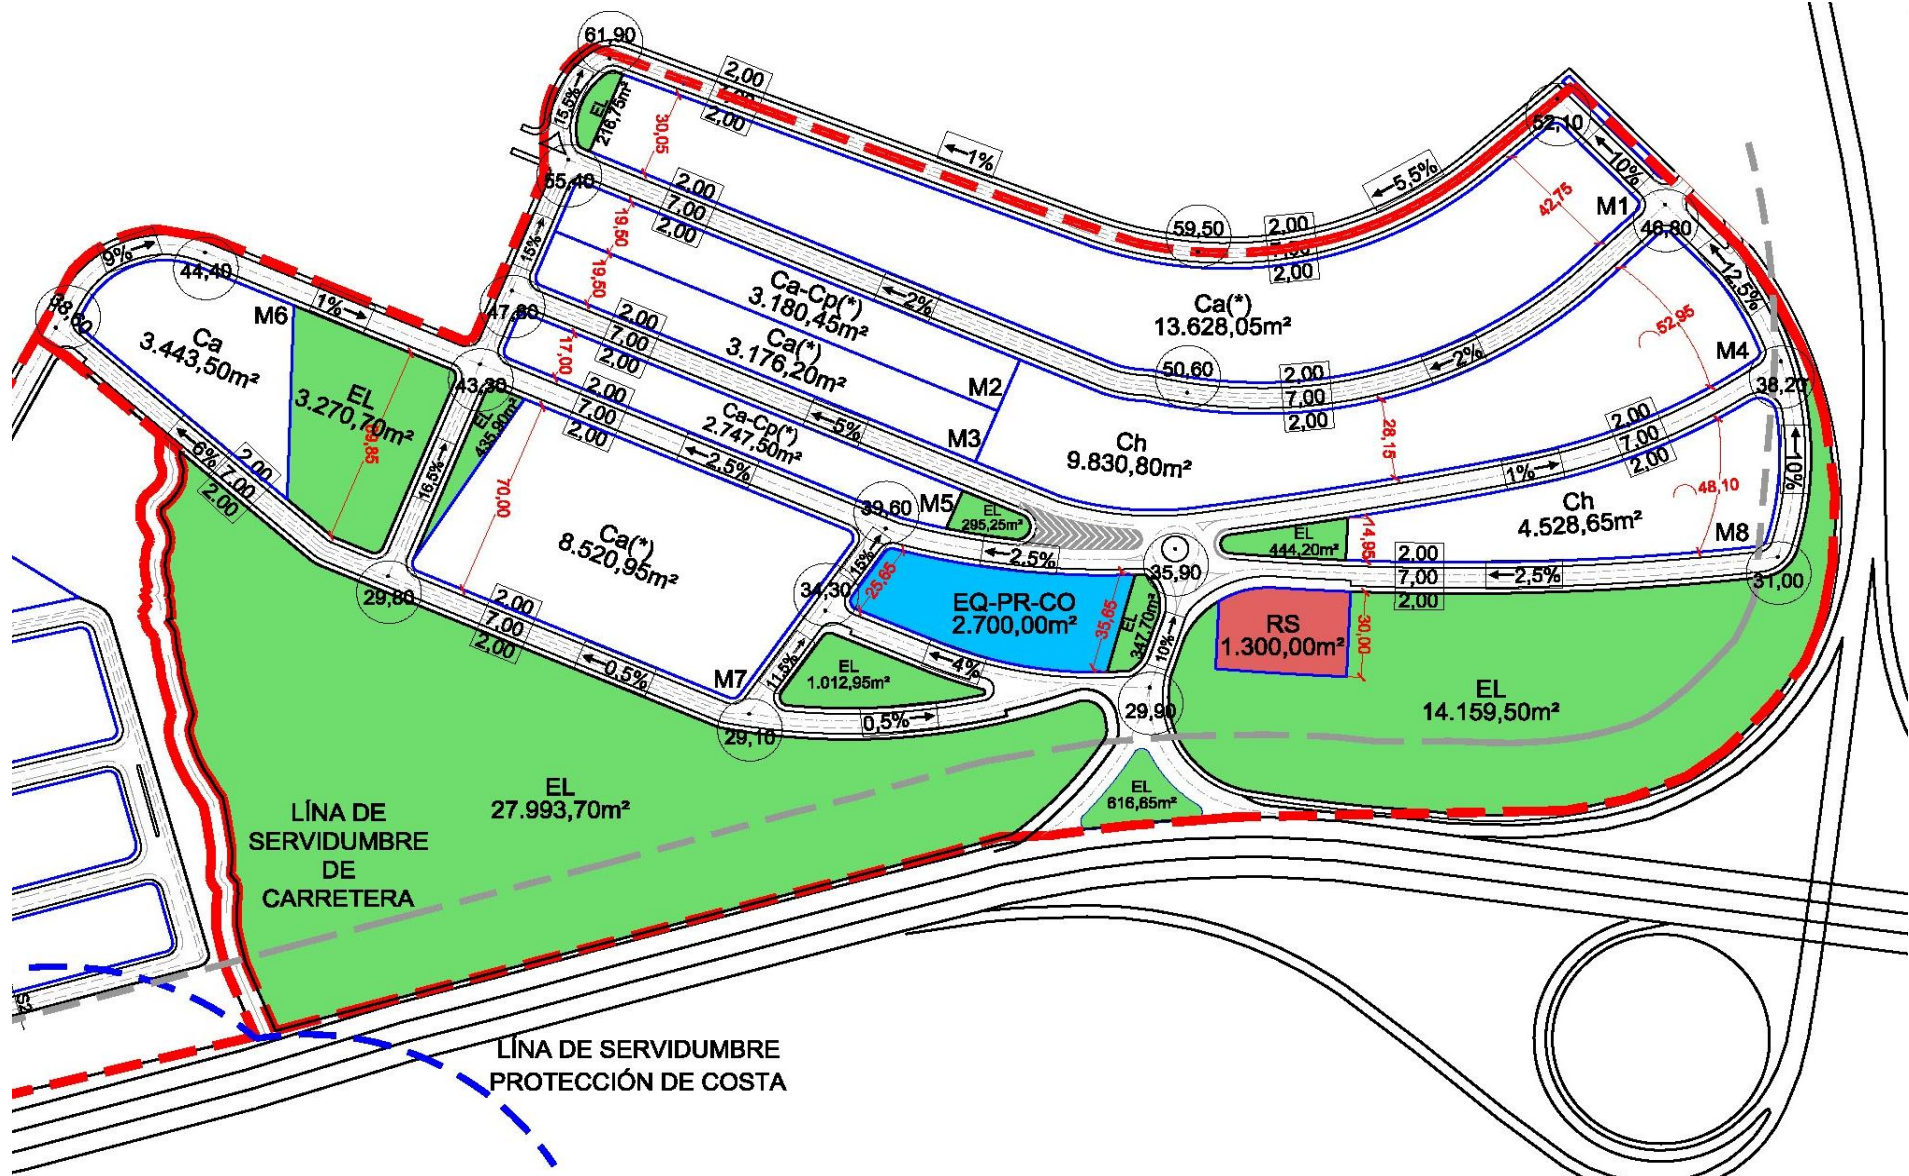 61,90
2,00
2,00
15,5%→
EL
216,75m²
30,05
←1%
←5,5%
52,10
←10%
42,75
M1
46,80
55,40
2,00
7,00
2,00
59,50
2,00
2,00
←12,5%
15%→
19,50
19,50
Ca-Cp(*)
3.180,45m²
←2%
Ca(*)
13.628,05m²
52,95
M4
9%→
44,40
38,60
1%→
M6
47,80
2,00
7,00
2,00
Ca(*)
3.176,20m²
50,60
2,00
7,00
2,00
←2%
38,20
Ca
3.443,50m²
EL
3.270,70m²
69,85
43,30
17,00
2,00
7,00
2,00
M2
M3
Ca-Cp(*)
2.747,50m²
←5%
Ch
9.830,80m²
28,15
2,00
7,00
2,00
1%→
←10%
EL
435,90m²
←6%
2,00
7,00
2,00
16,5%→
70,00
←2,5%
39,60
M5
EL
295,25m²
EL
444,20m²
14,95
Ch
4.528,65m²
48,10
M8
Ca(*)
8.520,95m²
15%→
←2,5%
35,90
2,00
7,00
2,00
←2,5%
31,00
29,80
2,00
7,00
2,00
34,30
25,65
EQ-PR-CO
2.700,00m²
35,65
EL
347,70m²
10%→
RS
1.300,00m²
30,00
←0,5%
M7
11,5%→
←4%
EL
1.012,95m²
29,10
0,5%→
29,90
EL
14.159,50m²
EL
27.993,70m²
EL
616,65m²
LÍNA DE
SERVIDUMBRE
DE
CARRETERA
LÍNA DE SERVIDUMBRE
PROTECCIÓN DE COSTA